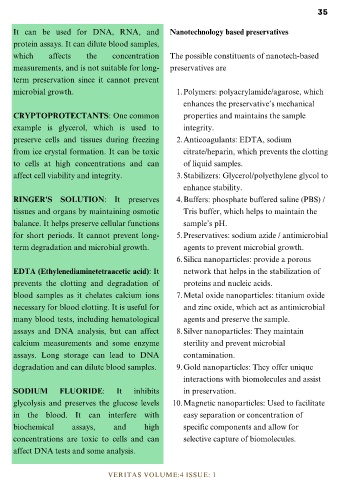 35
It can be used for DNA, RNA, and
protein assays. It can dilute blood samples,
which affects the concentration
measurements, and is not suitable for long-
term preservation since it cannot prevent
microbial growth.
CRYPTOPROTECTANTS: One common
example is glycerol, which is used to
preserve cells and tissues during freezing
from ice crystal formation. It can be toxic
to cells at high concentrations and can
affect cell viability and integrity.
RINGER'S SOLUTION: It preserves
tissues and organs by maintaining osmotic
balance. It helps preserve cellular functions
for short periods. It cannot prevent long-
term degradation and microbial growth.
EDTA (Ethylenediaminetetraacetic acid): It
prevents the clotting and degradation of
blood samples as it chelates calcium ions
necessary for blood clotting. It is useful for
many blood tests, including hematological
assays and DNA analysis, but can affect
calcium measurements and some enzyme
assays. Long storage can lead to DNA
degradation and can dilute blood samples.
SODIUM FLUORIDE: It inhibits
glycolysis and preserves the glucose levels
in the blood. It can interfere with
biochemical assays, and high
concentrations are toxic to cells and can
affect DNA tests and some analysis.
Nanotechnology based preservatives
The possible constituents of nanotech-based
preservatives are
1. Polymers: polyacrylamide/agarose, which
enhances the preservative's mechanical
properties and maintains the sample
integrity.
2. Anticoagulants: EDTA, sodium
citrate/heparin, which prevents the clotting
of liquid samples.
3. Stabilizers: Glycerol/polyethylene glycol to
enhance stability.
4. Buffers: phosphate buffered saline (PBS) /
Tris buffer, which helps to maintain the
sample's pH.
5. Preservatives: sodium azide / antimicrobial
agents to prevent microbial growth.
6. Silica nanoparticles: provide a porous
network that helps in the stabilization of
proteins and nucleic acids.
7. Metal oxide nanoparticles: titanium oxide
and zinc oxide, which act as antimicrobial
agents and preserve the sample.
8. Silver nanoparticles: They maintain
sterility and prevent microbial
contamination.
9. Gold nanoparticles: They offer unique
interactions with biomolecules and assist
in preservation.
10. Magnetic nanoparticles: Used to facilitate
easy separation or concentration of
specific components and allow for
selective capture of biomolecules.
VERITAS VOLUME:4 ISSUE: 1